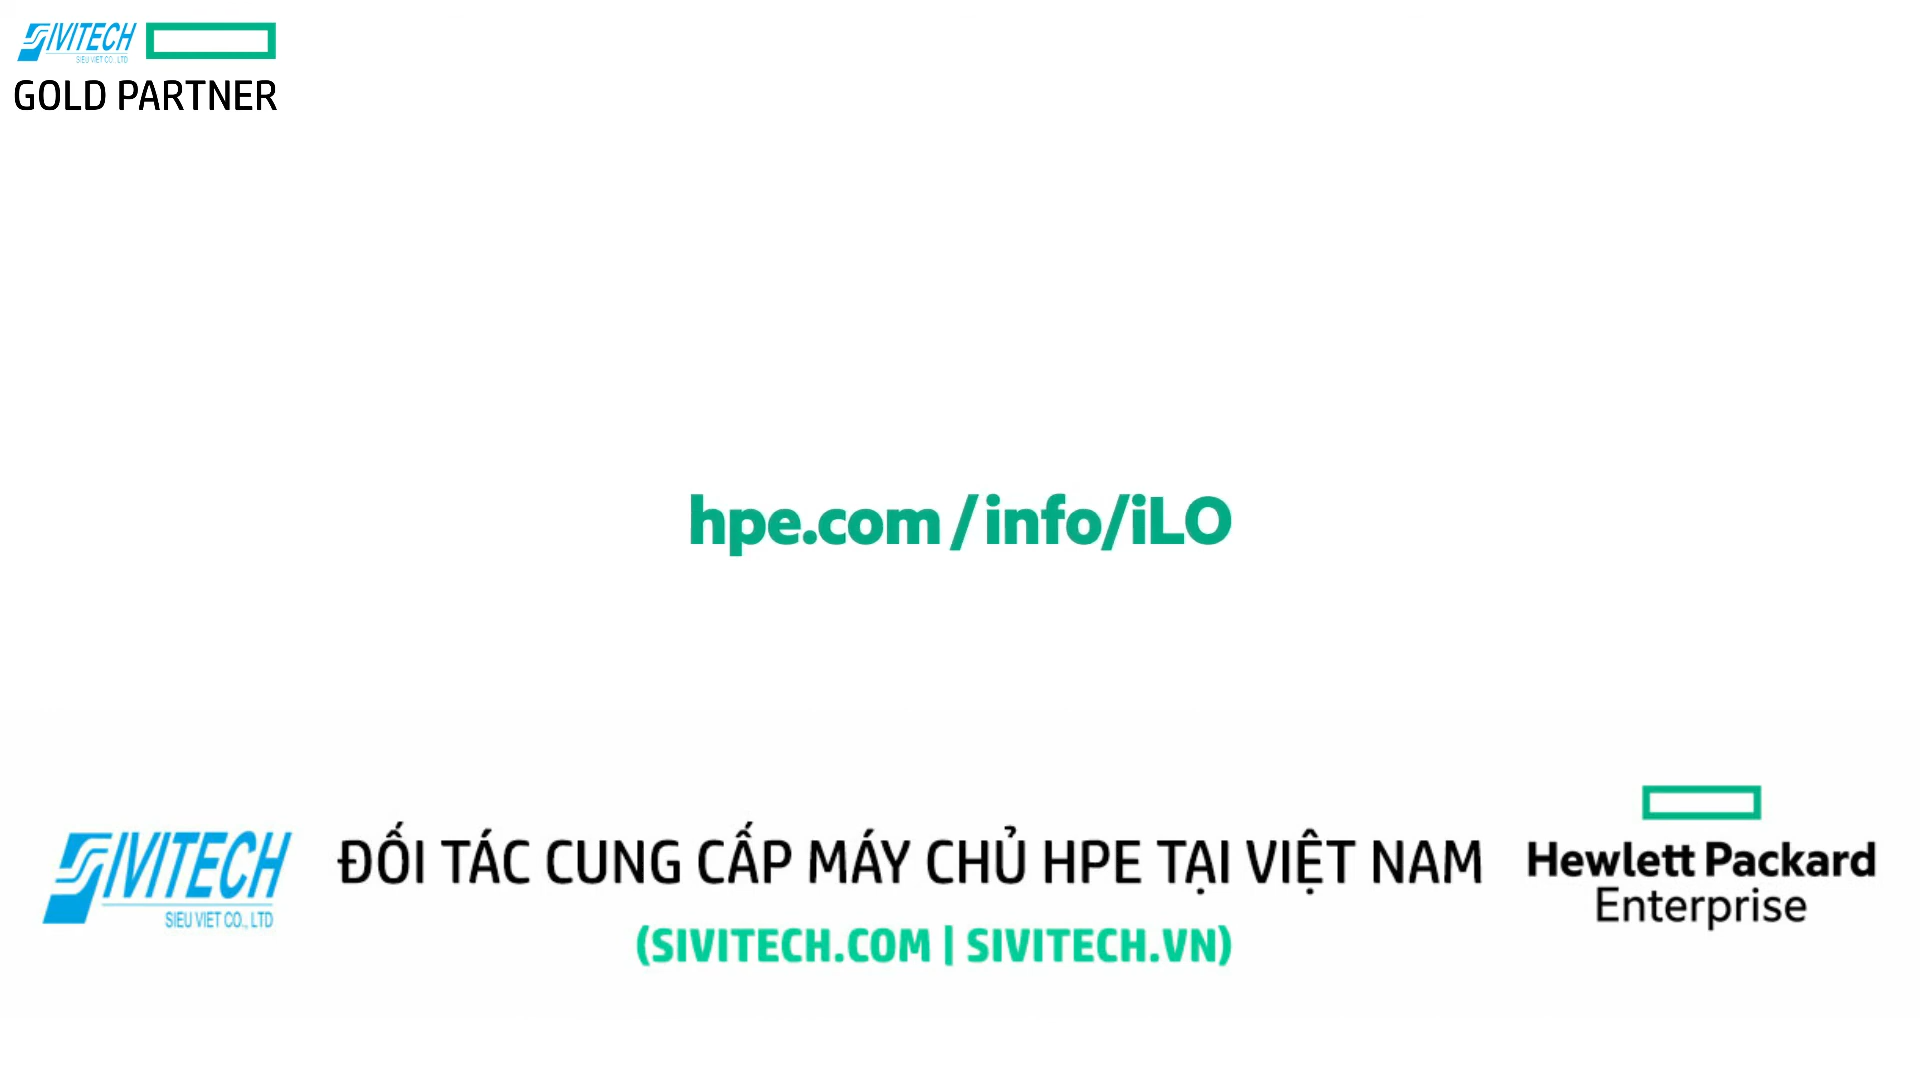 SIVITECH
SIEU VIET CO., LTD
GOLD PARTNER
hpe.com/info/iLO
SIVITECH
SIEU VIET CO., LTD
ĐỐI TÁC CUNG CẤP MÁY CHỦ HPE TẠI VIỆT NAM
(SIVITECH.COM | SIVITECH.VN)
Hewlett Packard
Enterprise